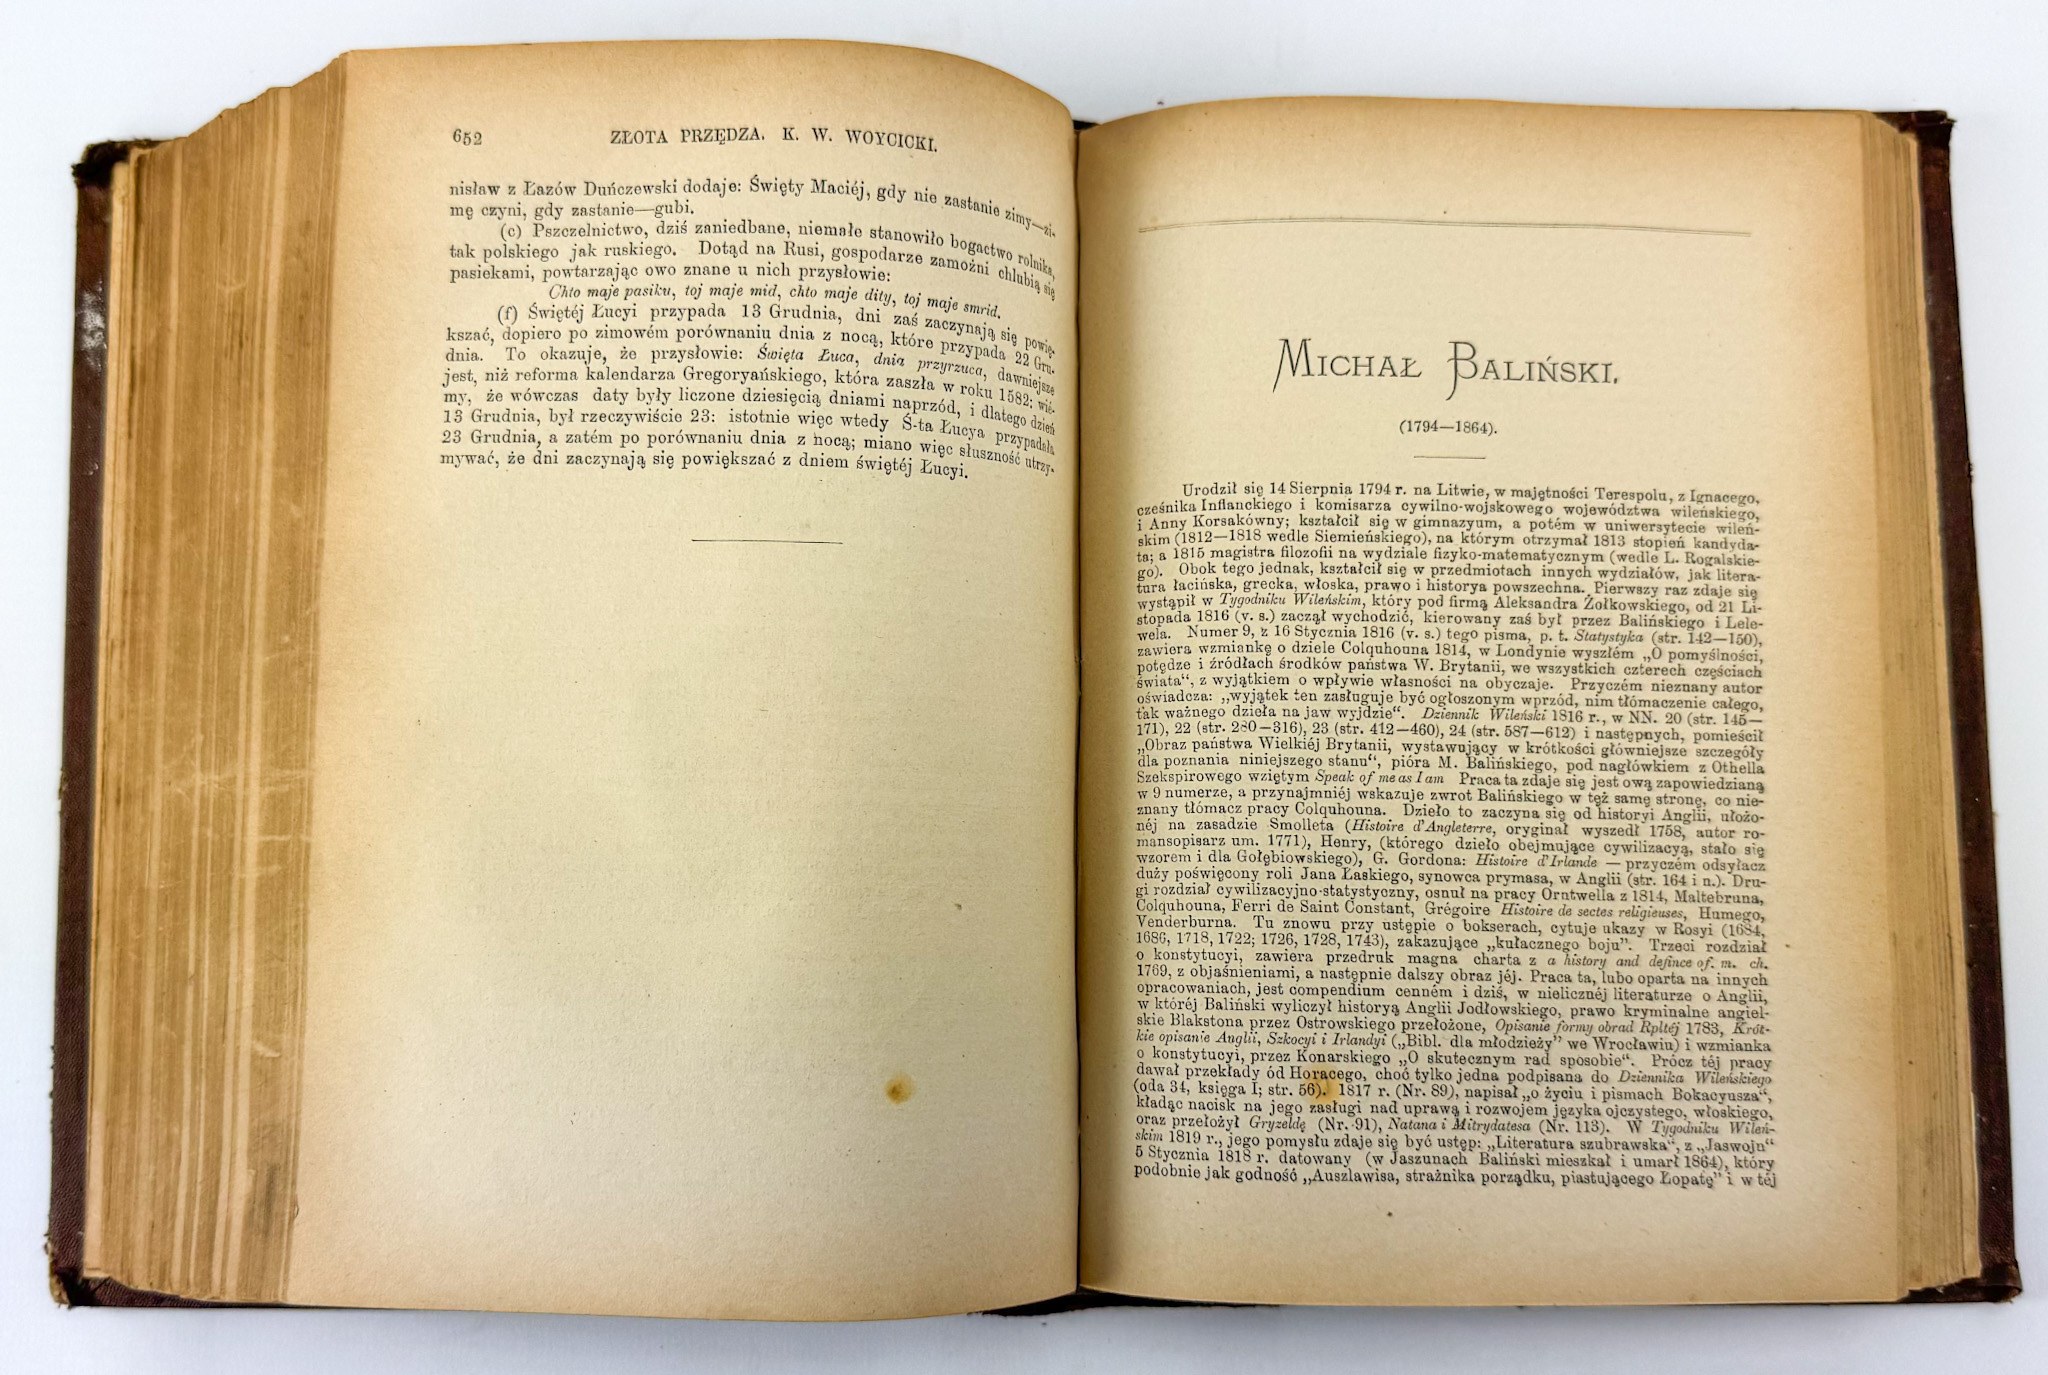 652
ZŁOTA PRZĘDZA. K. W. WOYCICKI.
nisław z Łazów Duńczewski dodaje: Święty Maciéj, gdy nie zastanie zimy—zi-
mę czyni, gdy zastanie—gubi.
(c) Pszczelnictwo, dziś zaniedbane, niemałe stanowiło bogactwo rolnika,
tak polskiego jak ruskiego. Dotąd na Rusi, gospodarze zamożni chlubią się
pasiekami, powtarzając owo znane u nich przysłowie:
Chto maje pasiku, toj maje mid, chto maje dity, toj maje smrid.
(f) Świętéj Łucyi przypada 13 Grudnia, dni zaś zaczynają się powię-
kszać, dopiero po zimowém porównaniu dnia z nocą, które przypada 22 Gru-
dnia. To okazuje, że przysłowie: Święta Łuca, dnia przyrzuca, dawniejsze
jest, niż reforma kalendarza Gregoryańskiego, która zaszła w roku 1582; wié-
my, że wówczas daty były liczone dziesięcią dniami naprzód, i dlatego dzień
13 Grudnia, był rzeczywiście 23: istotnie więc wtedy Ś-ta Łucya przypadała
23 Grudnia, a zatém po porównaniu dnia z nocą; miano więc słuszność utrzy-
mywać, że dni zaczynają się powiększać z dniem świętéj Łucyi.
MICHAŁ BALIŃSKI.
(1794—1864).
Urodził się 14 Sierpnia 1794 r. na Litwie, w majętności Terespolu, z Ignacego,
cześnika Inflanckiego i komisarza cywilno-wojskowego województwa wileńskiego,
i Anny Korsakówny; kształcił się w gimnazyum, a potém w uniwersytecie wileń-
skim (1812—1818 wedle Siemieńskiego), na którym otrzymał 1813 stopień kandyda-
ta; a 1815 magistra filozofii na wydziale fizyko-matematycznym (wedle L. Rogalskie-
go). Obok tego jednak, kształcił się w przedmiotach innych wydziałów, jak litera-
tura łacińska, grecka, włoska, prawo i historya powszechna. Pierwszy raz zdaje się
wystąpił w Tygodniku Wileńskim, który pod firmą Aleksandra Żołkowskiego, od 21 Li-
stopada 1816 (v. s.) zaczął wychodzić, kierowany zaś był przez Balińskiego i Lele-
wela. Numer 9, z 16 Stycznia 1816 (v. s.) tego pisma, p. t. Statystyka (str. 142—150),
zawiera wzmiankę o dziele Colquhouna 1814, w Londynie wyszłém „O pomyślności,
potędze i źródłach środków państwa W. Brytanii, we wszystkich czterech częściach
świata“, z wyjątkiem o wpływie własności na obyczaje. Przyczém nieznany autor
oświadcza: „wyjątek ten zasługuje być ogłoszonym wprzód, nim tłómaczenie całego,
tak ważnego dzieła na jaw wyjdzie“. Dziennik Wileński 1816 r., w NN. 20 (str. 145—
171), 22 (str. 280—316), 23 (str. 412—460), 24 (str. 587—612) i następnych, pomieścił
„Obraz państwa Wielkiéj Brytanii, wystawujący w krótkości główniejsze szczegóły
dla poznania niniejszego stanu“, pióra M. Balińskiego, pod nagłówkiem z Othella
Szekspirowego wziętym Speak of me as I am Praca ta zdaje się jest ową zapowiedzianą
w 9 numerze, a przynajmniéj wskazuje zwrot Balińskiego w też samę stronę, co nie-
znany tłómacz pracy Colquhouna. Dzieło to zaczyna się od historyi Anglii, ułożo-
néj na zasadzie Smolleta (Histoire d'Angleterre, oryginał wyszedł 1758, autor ro-
mansopisarz um. 1771), Henry, (którego dzieło obejmujące cywilizacyą, stało się
wzorem i dla Gołębiowskiego), G. Gordona: Histoire d'Irlande — przyczém odsyłacz
duży poświęcony roli Jana Łaskiego, synowca prymasa, w Anglii (str. 164 i n.). Dru-
gi rozdział cywilizacyjno-statystyczny, osnuł na pracy Orntwella z 1814, Maltebruna,
Colquhouna, Ferri de Saint Constant, Grégoire Histoire de sectes religieuses, Humego,
Venderburna. Tu znowu przy ustępie o bokserach, cytuje ukazy w Rosyi (1684,
1686, 1718, 1722; 1726, 1728, 1743), zakazujące „kułacznego boju”. Trzeci rozdział
o konstytucyi, zawiera przedruk magna charta z a history and defince of. m. ch.
1769, z objaśnieniami, a następnie dalszy obraz jéj. Praca ta, lubo oparta na innych
opracowaniach, jest compendium cenném i dziś, w nielicznéj literaturze o Anglii,
w któréj Baliński wyliczył historyą Anglii Jodłowskiego, prawo kryminalne angiel-
skie Blakstona przez Ostrowskiego przełożone, Opisanie formy obrad Rpltéj 1783, Krót-
kie opisanie Anglii, Szkocyi i Irlandyi („Bibl. dla młodzieży” we Wrocławiu) i wzmianka
o konstytucyi, przez Konarskiego „O skutecznym rad sposobie“. Prócz téj pracy
dawał przekłady ód Horacego, choć tylko jedna podpisana do Dziennika Wileńskiego
(oda 34, księga I; str. 56). 1817 r. (Nr. 89), napisał „o życiu i pismach Bokacyusza“,
kładąc nacisk na jego zasługi nad uprawą i rozwojem języka ojczystego, włoskiego,
oraz przełożył Gryzeldę (Nr. 91), Natana i Mitrydatesa (Nr. 113). W Tygodniku Wileń-
skim 1819 r., jego pomysłu zdaje się być ustęp: „Literatura szubrawska“, z „Jaswojn“
5 Stycznia 1818 r. datowany (w Jaszunach Baliński mieszkał i umarł 1864), który
podobnie jak godność „Auszlawisa, strażnika porządku, piastującego Łopatę” i w téj